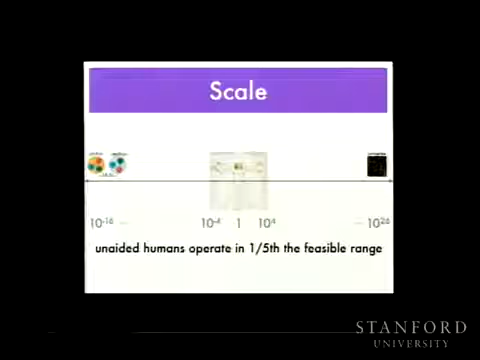 Scale
10-16 10-4 1 104 1026
unaided humans operate in 1/5th the feasible range
STANFORD
UNIVERSITY